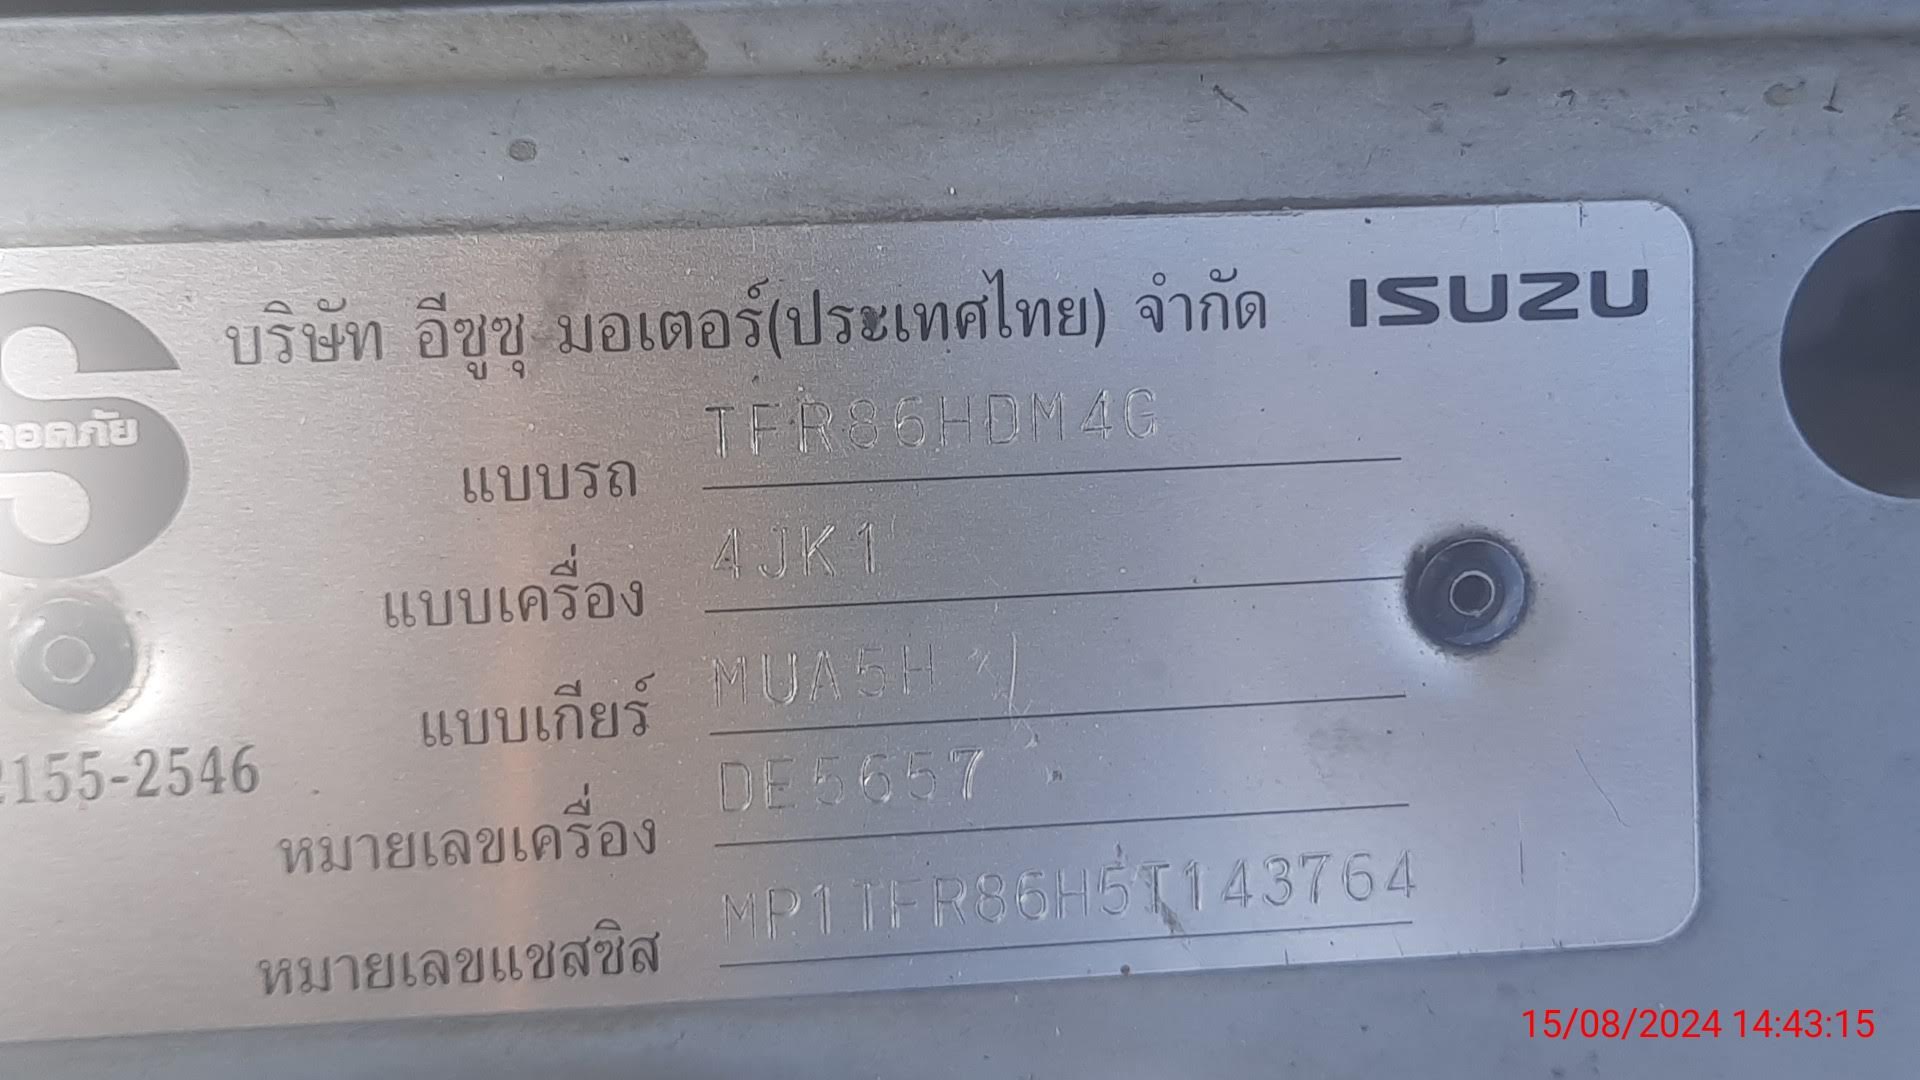 บริษัท อีซูซุ มอเตอร์(ประเทศไทย) จำกัด ISUZU
แบบรถ TFR86HDM4G
แบบเครื่อง 4JK1
แบบเกียร์ MUA5H
2155-2546
หมายเลขเครื่อง DE5657
หมายเลขแชสซิส MP1TFR86H5T143764
15/08/2024 14:43:15